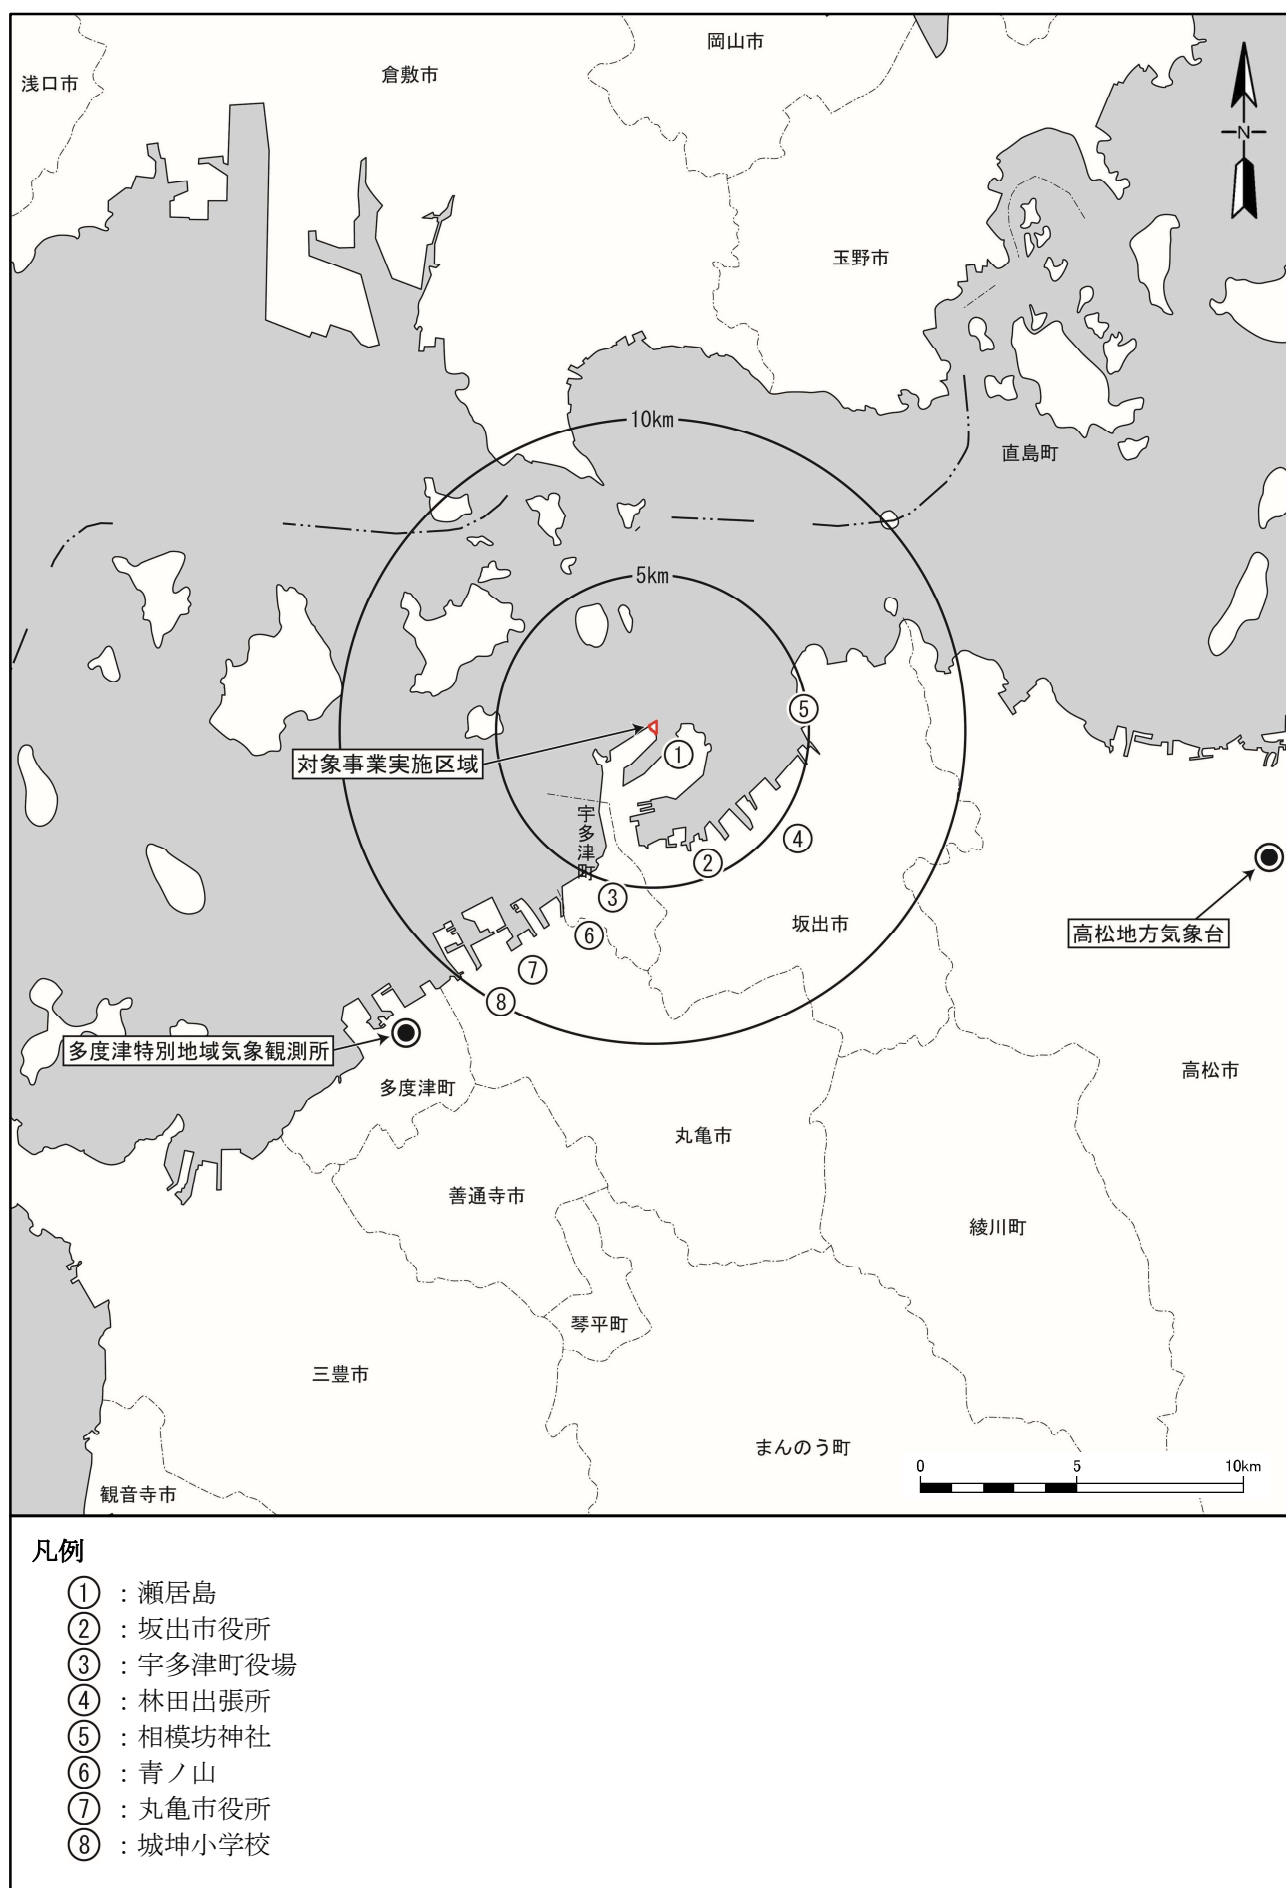 岡山市
倉敷市
浅口市
N
玉野市
10km
直島町
5km
⑤
①
対象事業実施区域
宇多津町
④
②
③
坂出市
高松地方気象台
⑥
⑦
⑧
多度津特別地域気象観測所
高松市
多度津町
丸亀市
善通寺市
綾川町
琴平町
三豊市
まんのう町
0 5 10km
観音寺市
凡例
① : 瀬居島
② : 坂出市役所
③ : 宇多津町役場
④ : 林田出張所
⑤ : 相模坊神社
⑥ : 青ノ山
⑦ : 丸亀市役所
⑧ : 城坤小学校